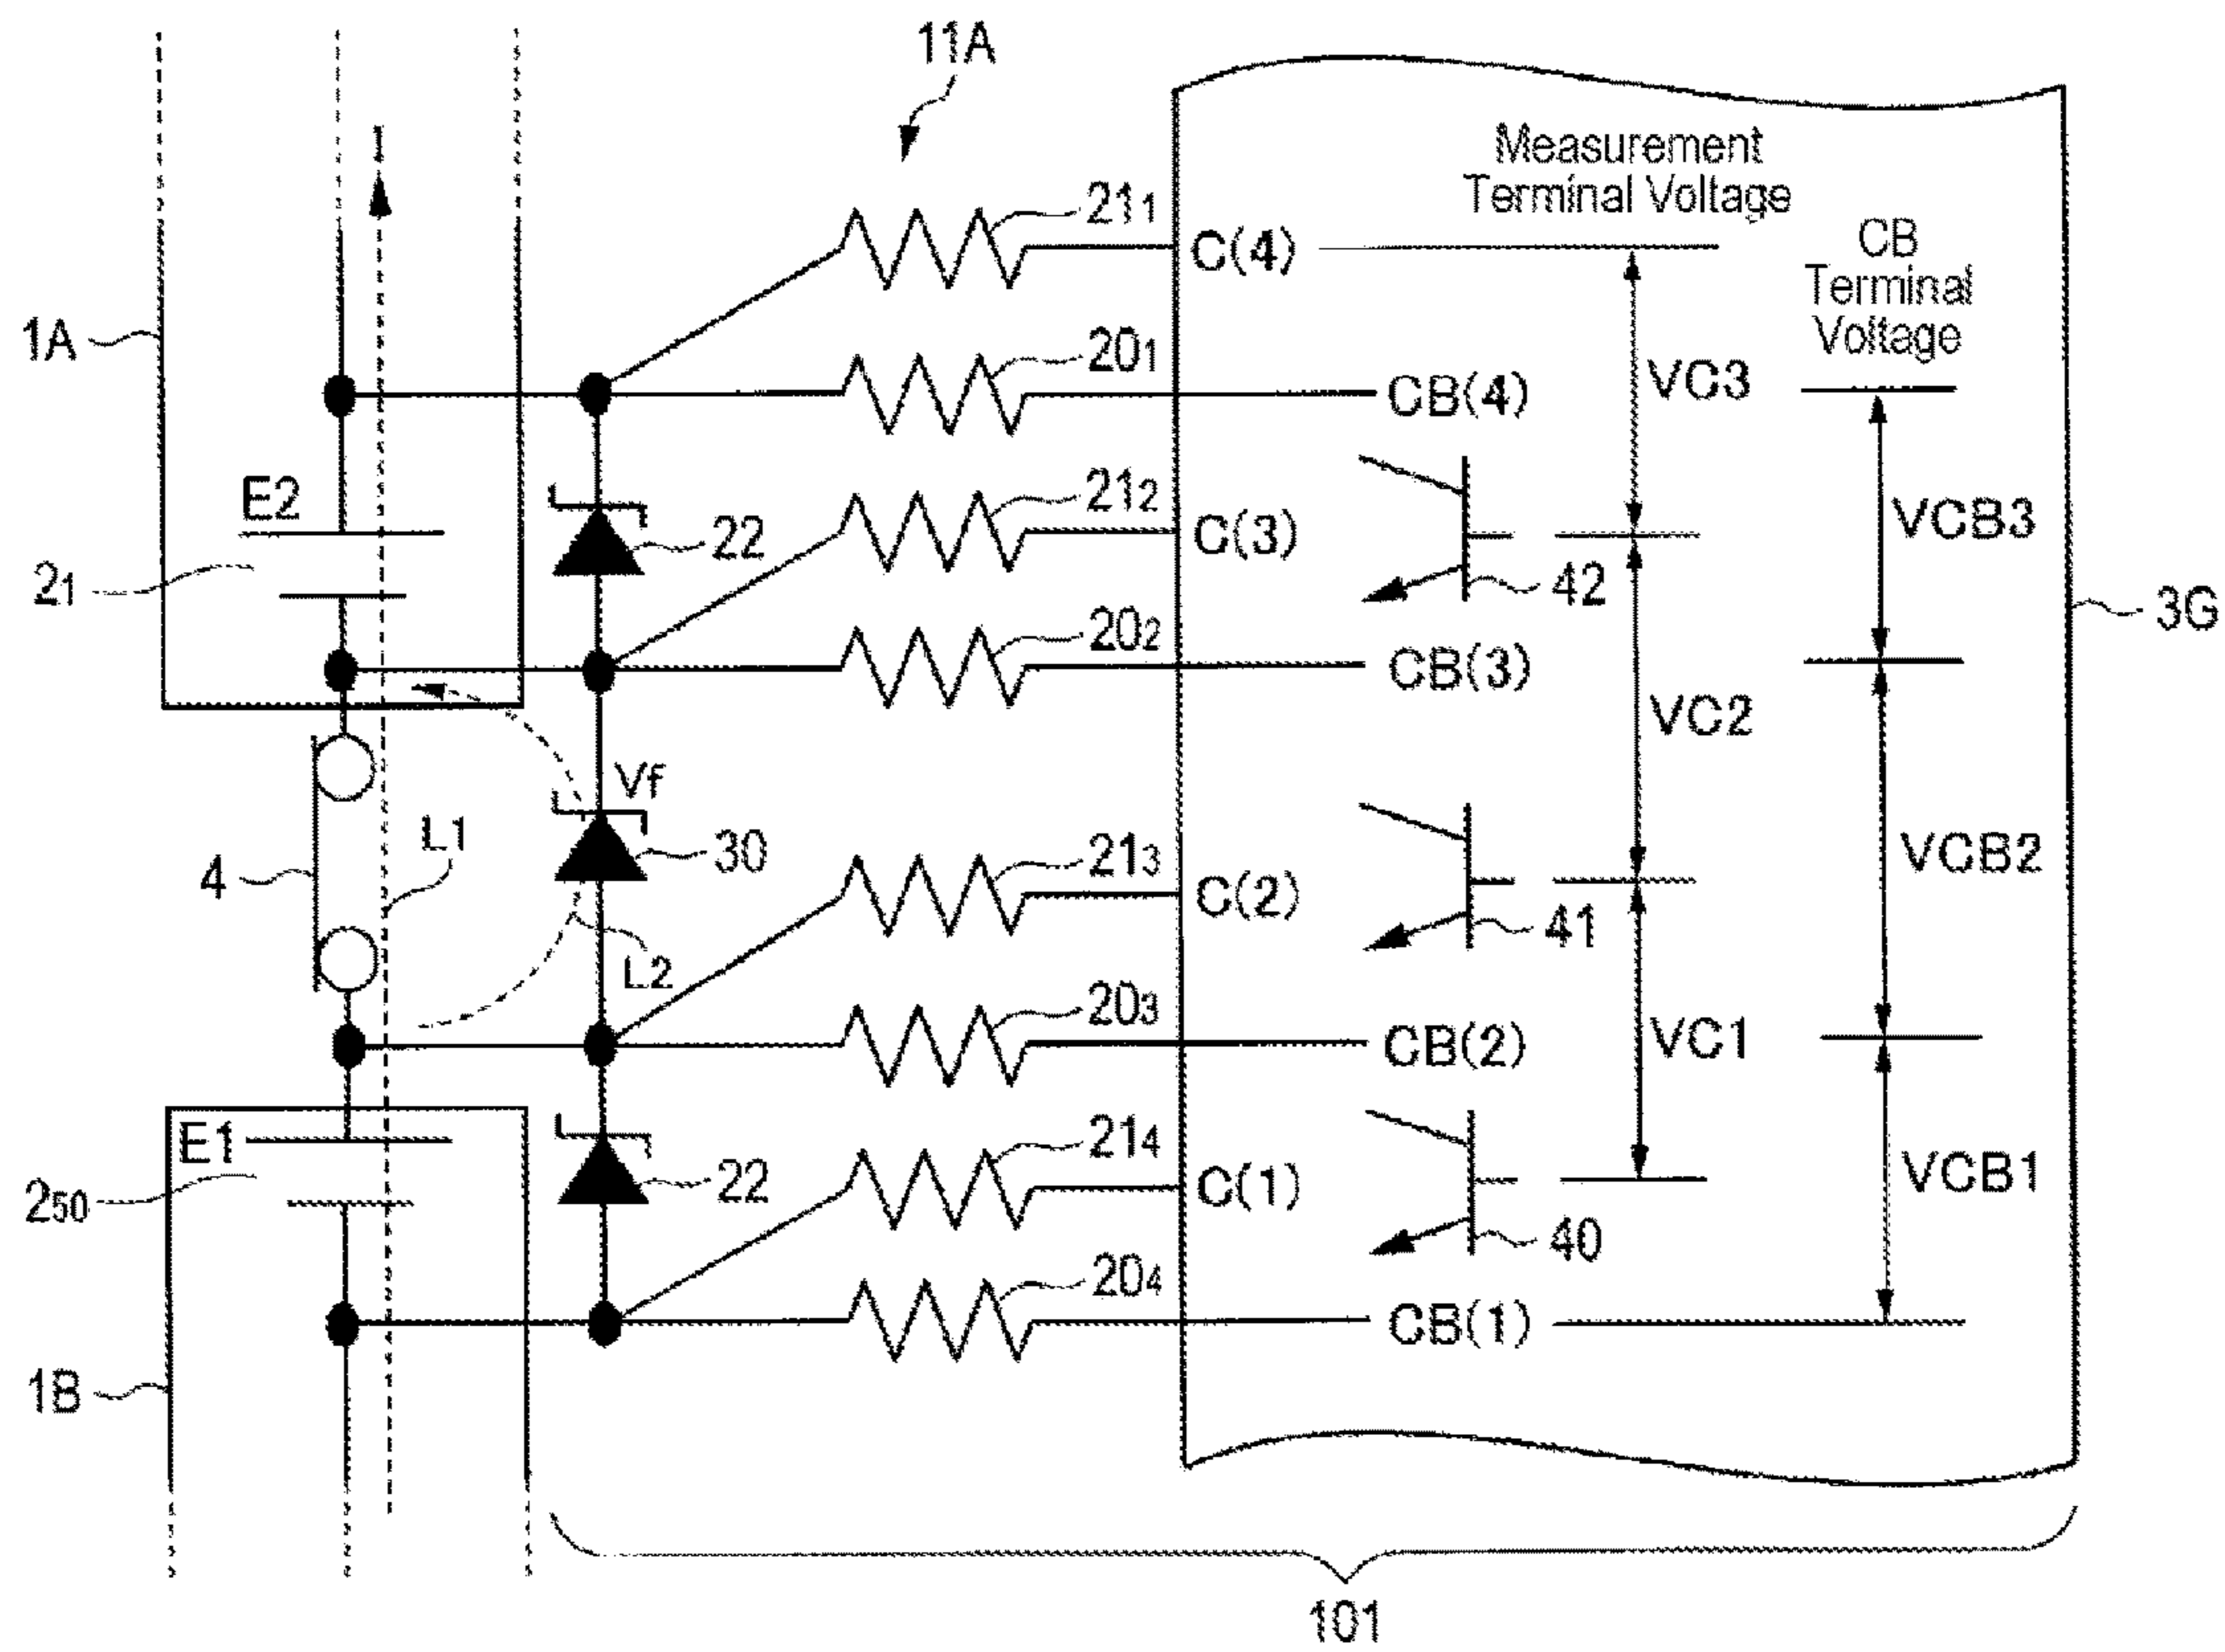 11A
I
Measurement
Terminal Voltage
21₁
C(4)
CB
Terminal
Voltage
1A
20₁
CB(4)
VC3
E2
21₂
22
C(3)
VCB3
2₁
42
3G
20₂
CB(3)
VC2
Vf
L1
30
21₃
VCB2
4
C(2)
41
L2
20₃
CB(2)
VC1
E1
21₄
2₅₀
22
C(1)
VCB1
40
20₄
CB(1)
1B
101